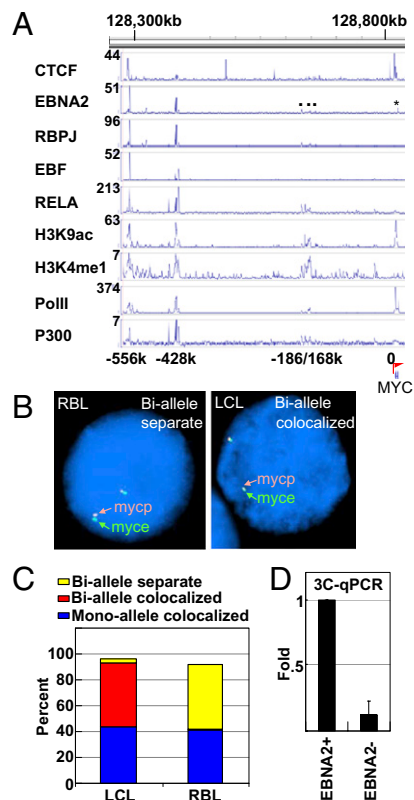 A
128,300kb 128,800kb
44
CTCF
51
EBNA2 *
96
RBPJ
52
EBF
213
RELA
63
H3K9ac
7
H3K4me1
374
PolII
7
P300
-556k -428k -186/168k 0
MYC
B
RBL Bi-allele separate
mycp
myce
LCL Bi-allele colocalized
mycp
myce
C
Bi-allele separate
Bi-allele colocalized
Mono-allele colocalized
Percent
100
80
60
40
20
0
LCL RBL
D
3C-qPCR
Fold
1
.5
EBNA2+
EBNA2-